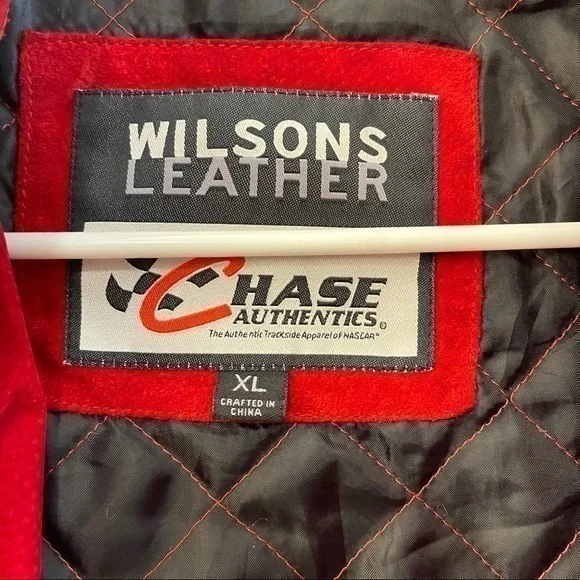 WILSONS
LEATHER
CHASE
AUTHENTICS®
The Authentic Trackside Apparel of NASCAR®
XL
CRAFTED IN
CHINA